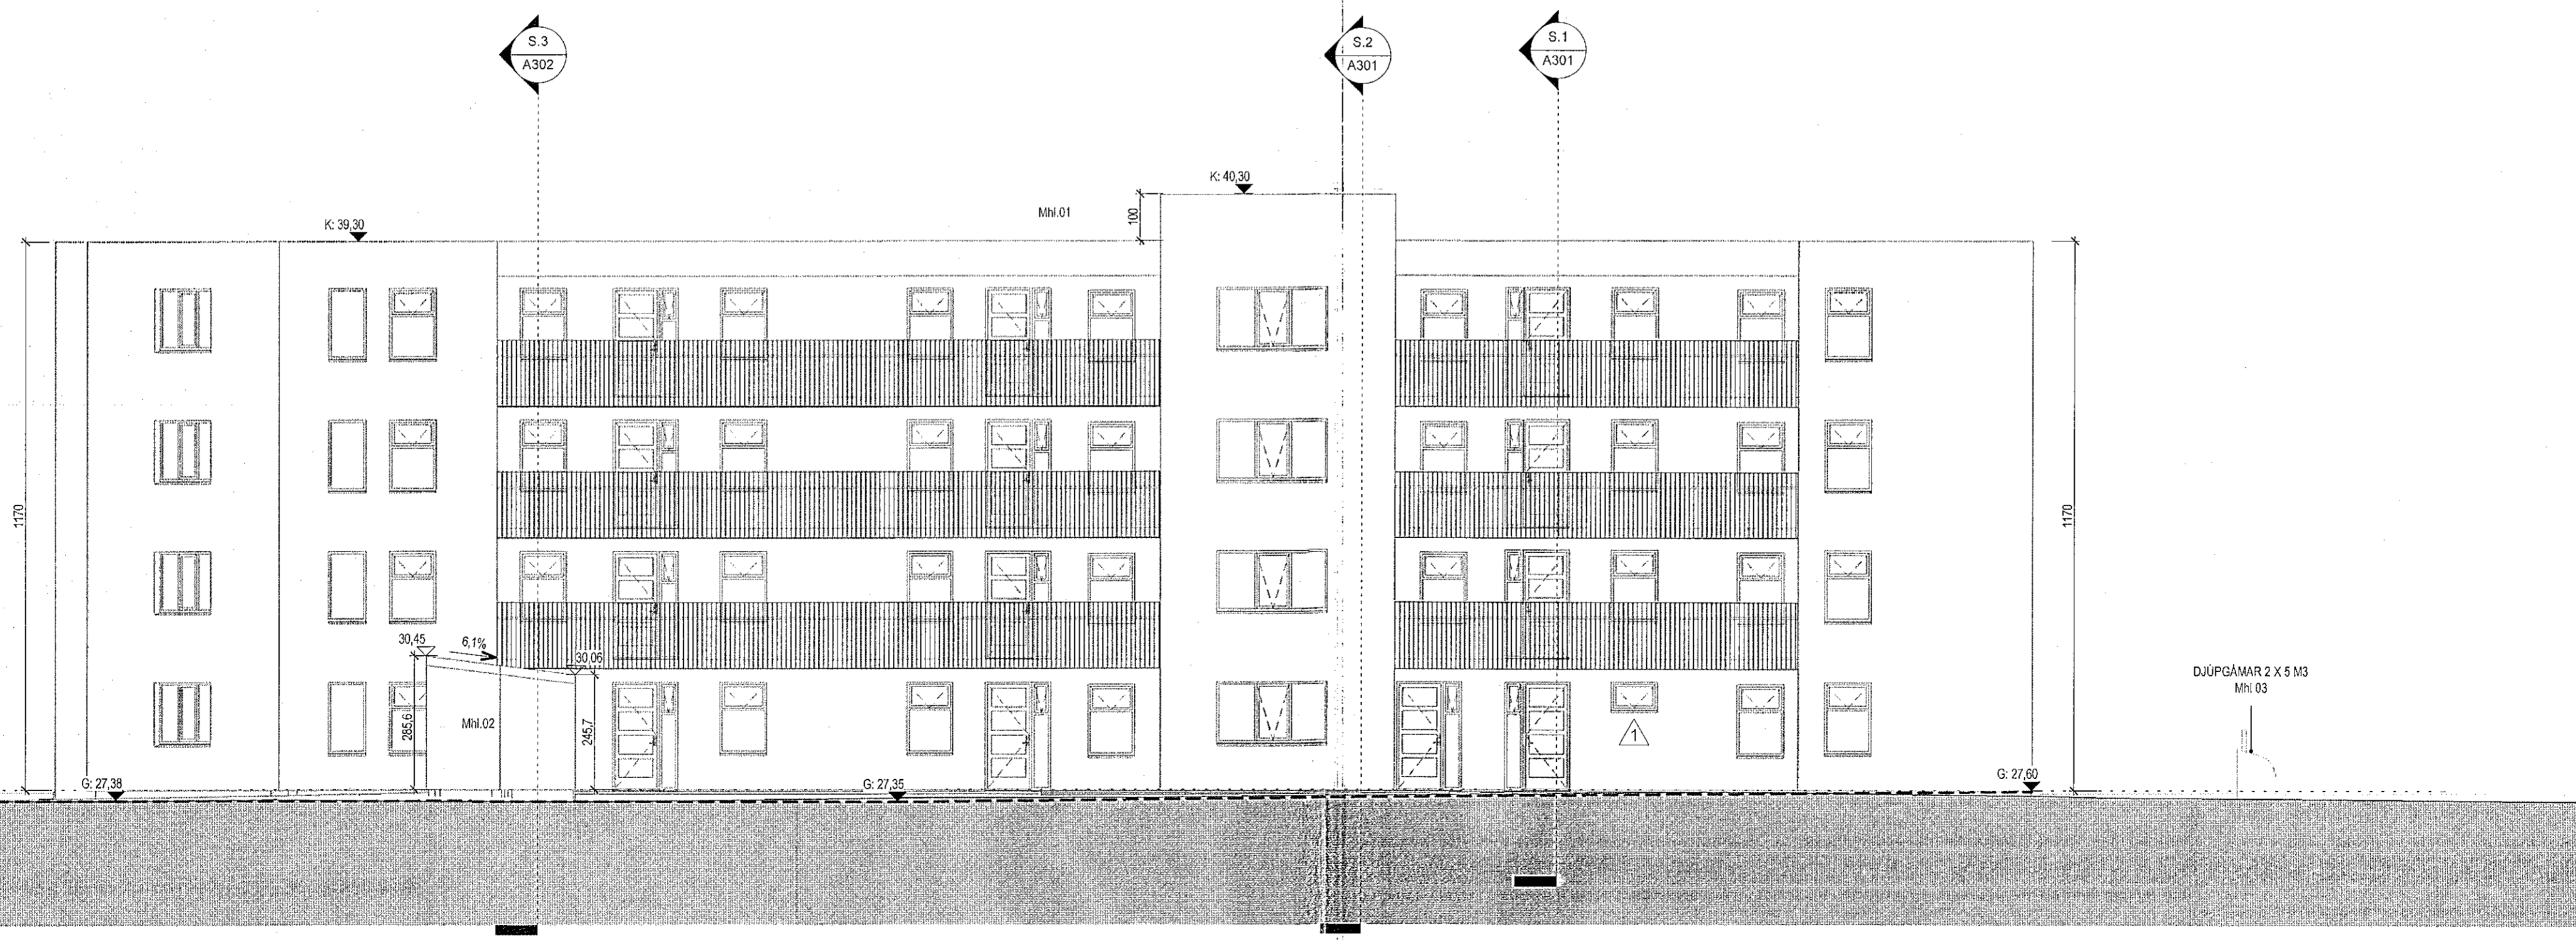 S.3
A302
S.2
A301
S.1
A301
K: 40,30
Mhl.01
100
K: 39,30
1170
1170
30,45
6,1%
30,06
285,6
Mhl.02
245,7
1
DJÚPGÁMAR 2 X 5 M3
Mhl 03
G: 27,38
G: 27,35
G: 27,60